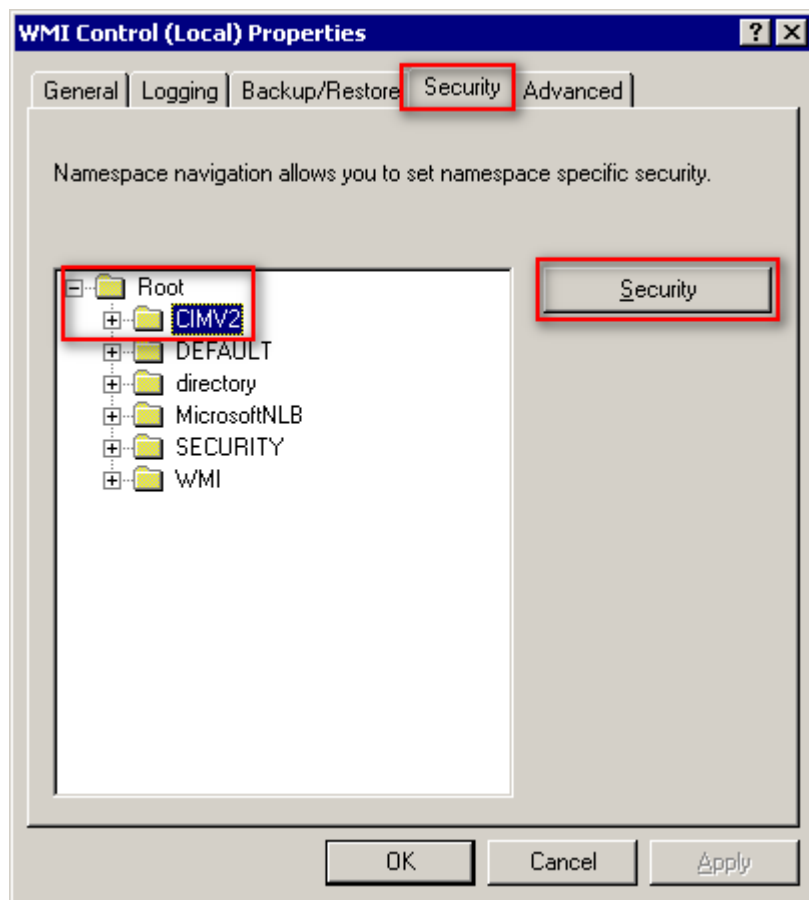 WMI Control (Local) Properties
General Logging Backup/Restore Security Advanced
Namespace navigation allows you to set namespace specific security.
Root
CIMV2
DEFAULT
directory
MicrosoftNLB
SECURITY
WMI
Security
OK Cancel Apply